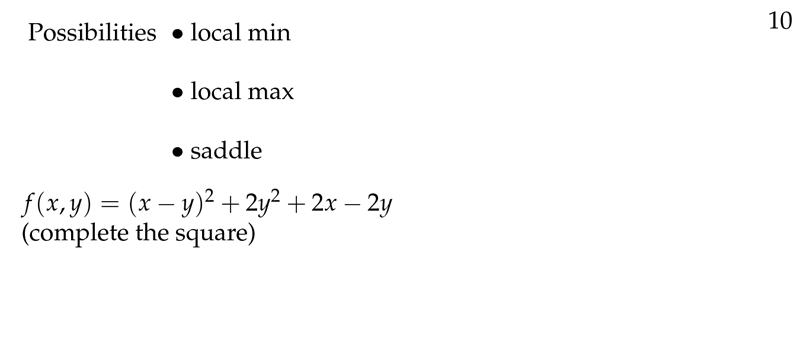 10
Possibilities • local min
• local max
• saddle
f(x, y) = (x − y)² + 2y² + 2x − 2y
(complete the square)